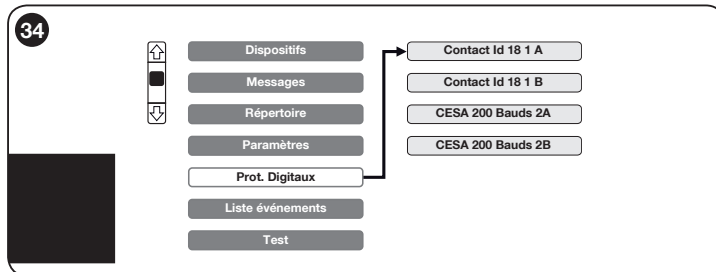 34
Dispositifs
Messages
Répertoire
Paramètres
Prot. Digitaux
Liste événements
Test
Contact Id 18 1 A
Contact Id 18 1 B
CESA 200 Bauds 2A
CESA 200 Bauds 2B